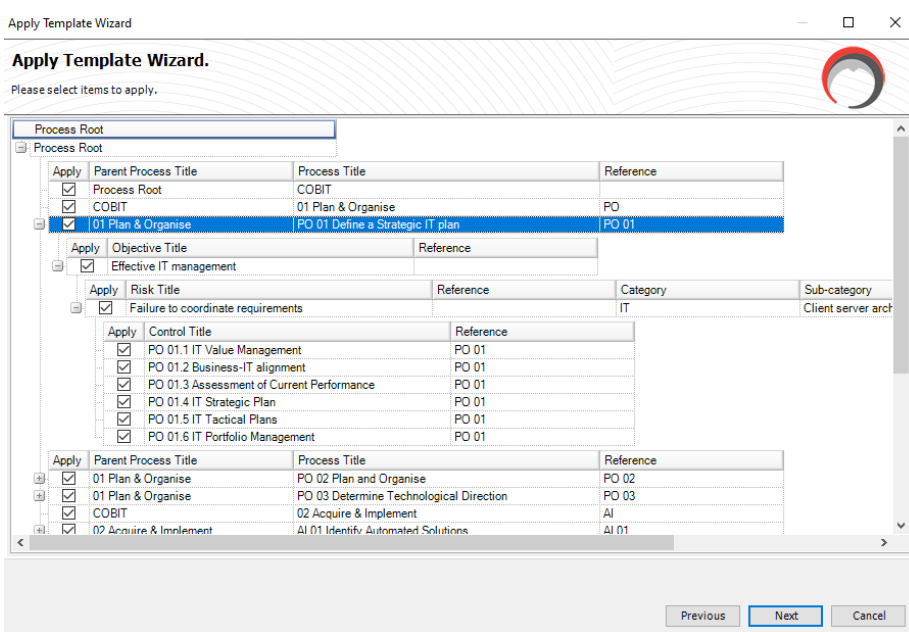 Apply Template Wizard
Apply Template Wizard.
Please select items to apply.
Process Root
Process Root
Apply Parent Process Title Process Title Reference
Process Root COBIT
COBIT 01 Plan & Organise PO
01 Plan & Organise PO 01 Define a Strategic IT plan PO 01
Apply Objective Title Reference
Effective IT management
Apply Risk Title Reference Category Sub-category
Failure to coordinate requirements IT Client server arch
Apply Control Title Reference
PO 01.1 IT Value Management PO 01
PO 01.2 Business-IT alignment PO 01
PO 01.3 Assessment of Current Performance PO 01
PO 01.4 IT Strategic Plan PO 01
PO 01.5 IT Tactical Plans PO 01
PO 01.6 IT Portfolio Management PO 01
Apply Parent Process Title Process Title Reference
01 Plan & Organise PO 02 Plan and Organise PO 02
01 Plan & Organise PO 03 Determine Technological Direction PO 03
COBIT 02 Acquire & Implement AI
02 Acquire & Implement AI 01 Identify Automated Solutions AI 01
Previous Next Cancel